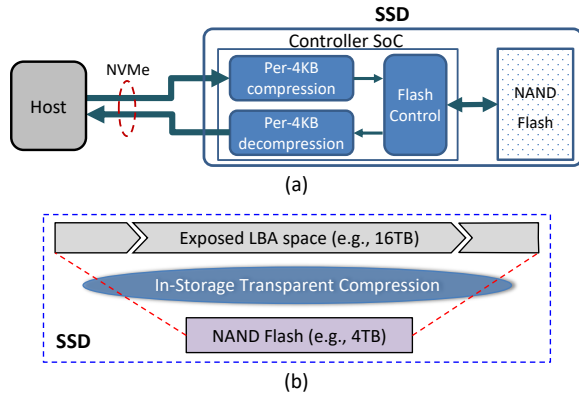 SSD
Controller SoC
NVMe
Host
Per-4KB
compression
Per-4KB
decompression
Flash
Control
NAND
Flash
(a)
Exposed LBA space (e.g., 16TB)
In-Storage Transparent Compression
NAND Flash (e.g., 4TB)
SSD
(b)